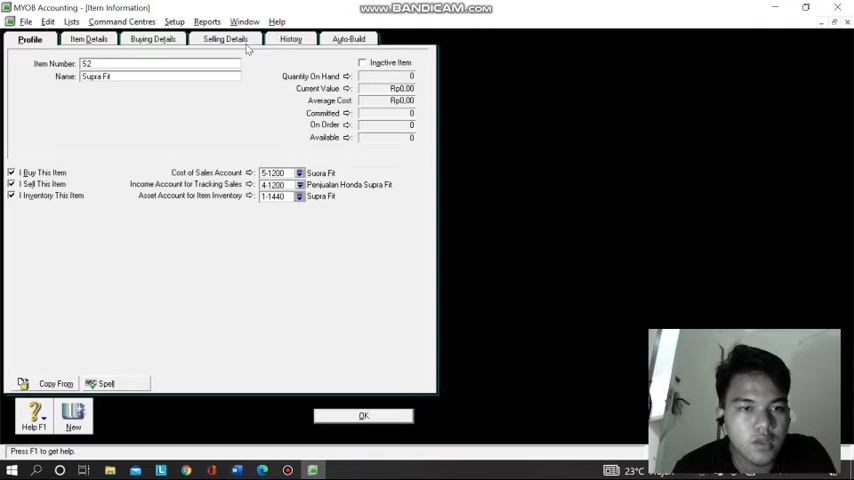 MYOB Accounting - [Item Information]
www.BANDICAM.com
File Edit Lists Command Centres Setup Reports Window Help
Profile Item Details Buying Details Selling Details History Auto-Build
Item Number: S2
Name: Supra Fit
Inactive Item
Quantity On Hand 0
Current Value Rp0,00
Average Cost: Rp0,00
Committed 0
On Order 0
Available 0
I Buy This Item Cost of Sales Account 5-1200 Suora Fit
I Sell This Item Income Account for Tracking Sales 4-1200 Penjualan Honda Supra Fit
I Inventory This Item Asset Account for Item Inventory 1-1440 Supra Fit
Copy From ABC Spell
Help F1 New OK
Press F1 to get help.
23°C